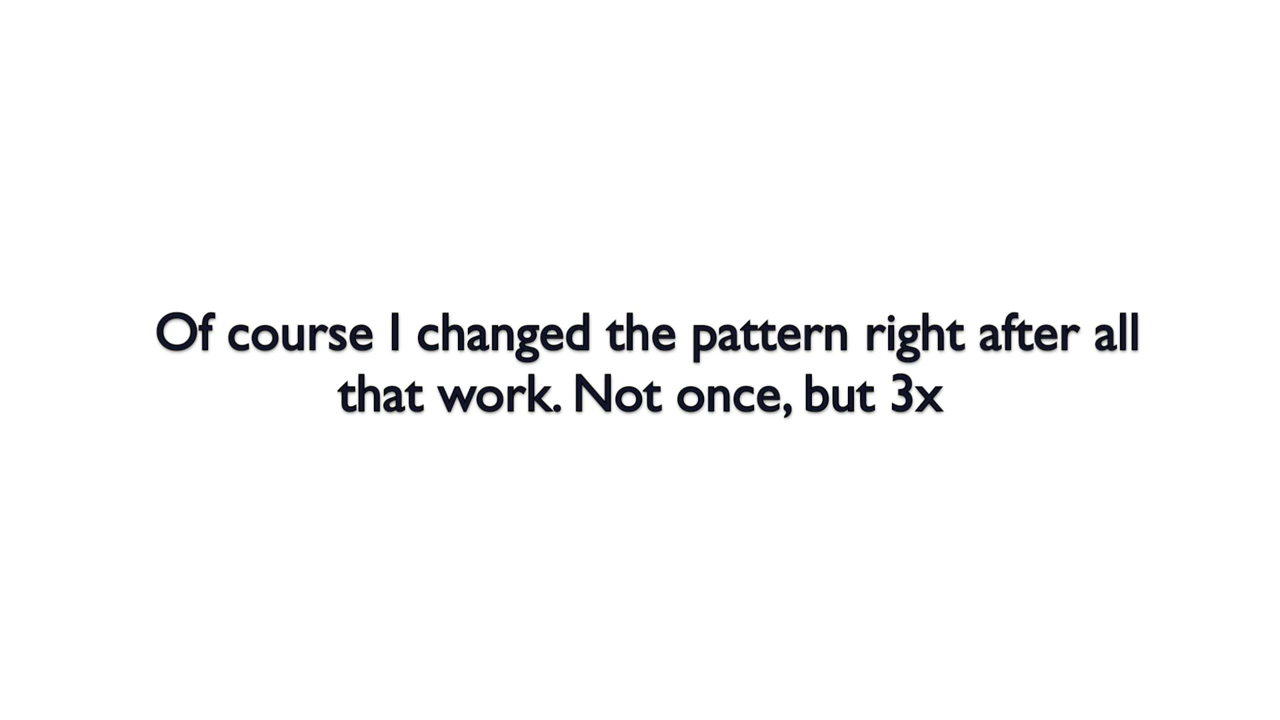 Of course I changed the pattern right after all
that work. Not once, but 3x